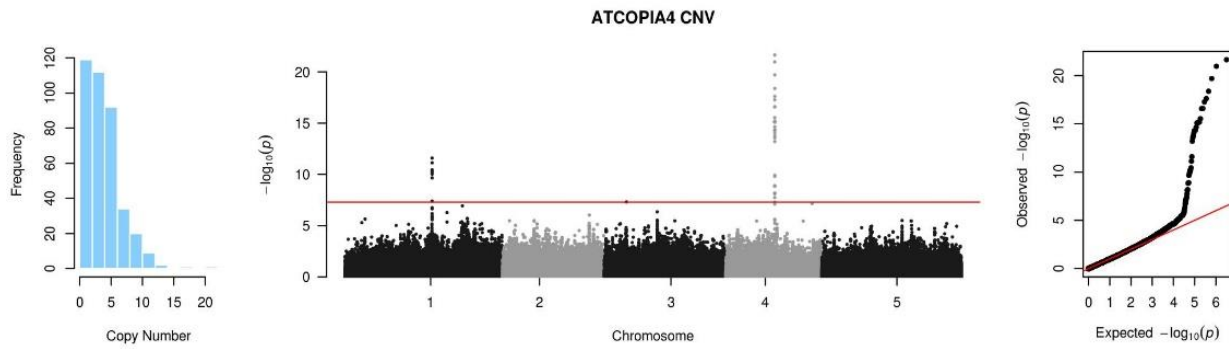 ATCOPIA4 CNV
Frequency
0 20 40 60 80 100 120
0 5 10 15 20
Copy Number
−log10(p)
0 5 10 15 20
1 2 3 4 5
Chromosome
Observed −log10(p)
0 5 10 15 20
0 1 2 3 4 5 6
Expected −log10(p)